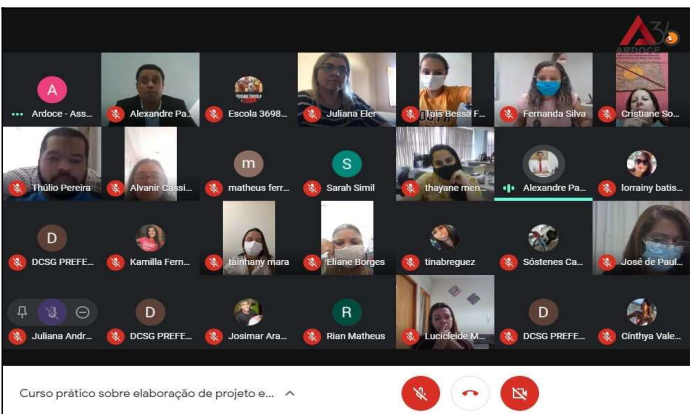 36
ARDOCE
A
Ardoce - Ass...
Alexandre Pa...
Escola 3698...
Juliana Eler
Tais Bessa F...
Fernanda Silva
Cristiane So...
Thúlio Pereira
Alvanir Cassi...
m
matheus ferr...
S
Sarah Simil
thayane men...
Alexandre Pa...
lorrainy batis...
D
DCSG PREFE...
Kamilla Fern...
tainhany mara
Eliane Borges
tinabreguez
Sóstenes Ca...
José de Paul...
Juliana Andr...
D
DCSG PREFE...
Josimar Ara...
R
Rian Matheus
Lucicleide M...
D
DCSG PREFE...
Cínthya Vale...
Curso prático sobre elaboração de projeto e...